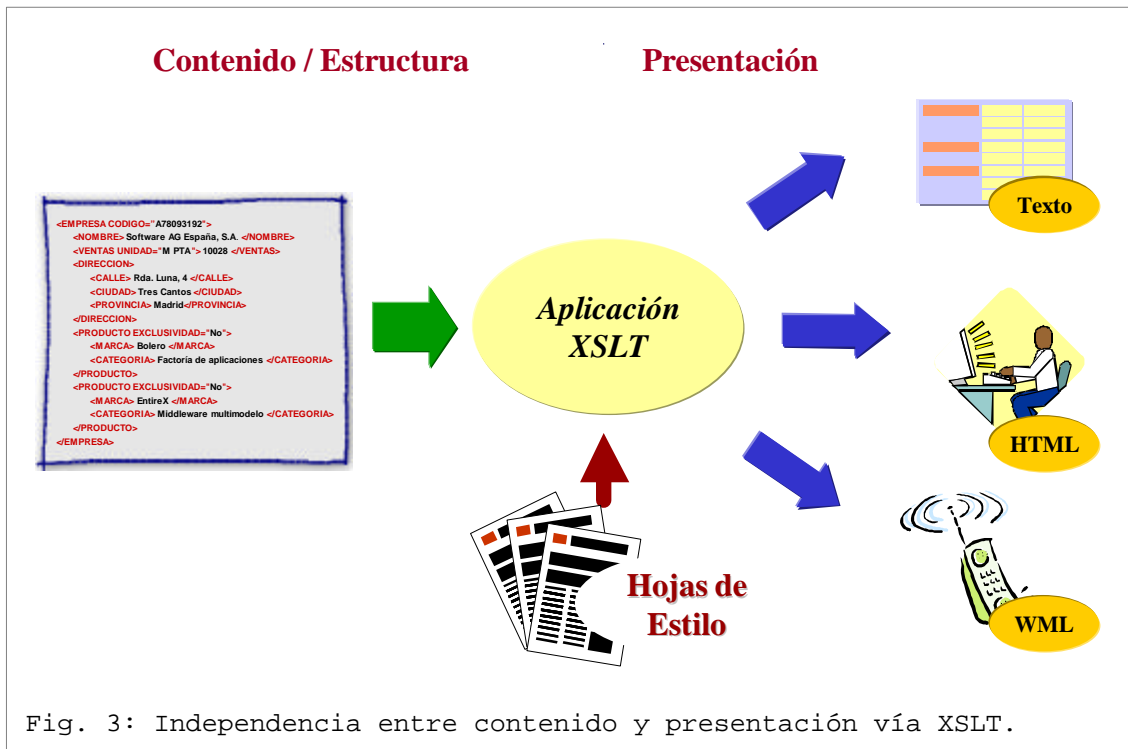 Contenido / Estructura
Presentación
<EMPRESA CODIGO="A78093192">
<NOMBRE> Software AG España, S.A. </NOMBRE>
<VENTAS UNIDAD="M PTA"> 10028 </VENTAS>
<DIRECCION>
<CALLE> Rda. Luna, 4 </CALLE>
<CIUDAD> Tres Cantos </CIUDAD>
<PROVINCIA> Madrid</PROVINCIA>
</DIRECCION>
<PRODUCTO EXCLUSIVIDAD="No">
<MARCA> Bolero </MARCA>
<CATEGORIA> Factoría de aplicaciones </CATEGORIA>
</PRODUCTO>
<PRODUCTO EXCLUSIVIDAD="No">
<MARCA> EntireX </MARCA>
<CATEGORIA> Middleware multimodelo </CATEGORIA>
</PRODUCTO>
</EMPRESA>
Aplicación
XSLT
Hojas de
Estilo
Texto
HTML
WML
Fig. 3: Independencia entre contenido y presentación vía XSLT.